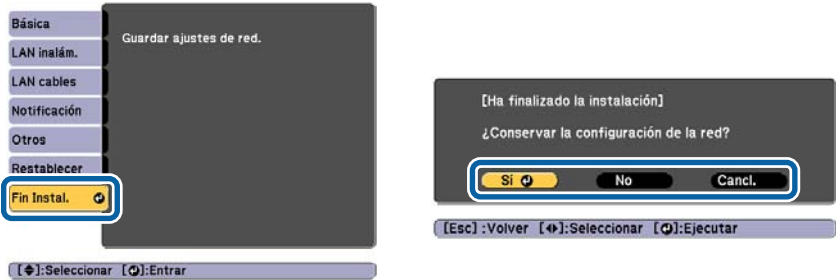 Básica
LAN inalám.
LAN cables
Notificación
Otros
Restablecer
Fin Instal.
Guardar ajustes de red.
[ ]:Seleccionar [ ]:Entrar
[Ha finalizado la instalación]
¿Conservar la configuración de la red?
Sí No Cancl.
[Esc] :Volver [ ]:Seleccionar [ ]:Ejecutar